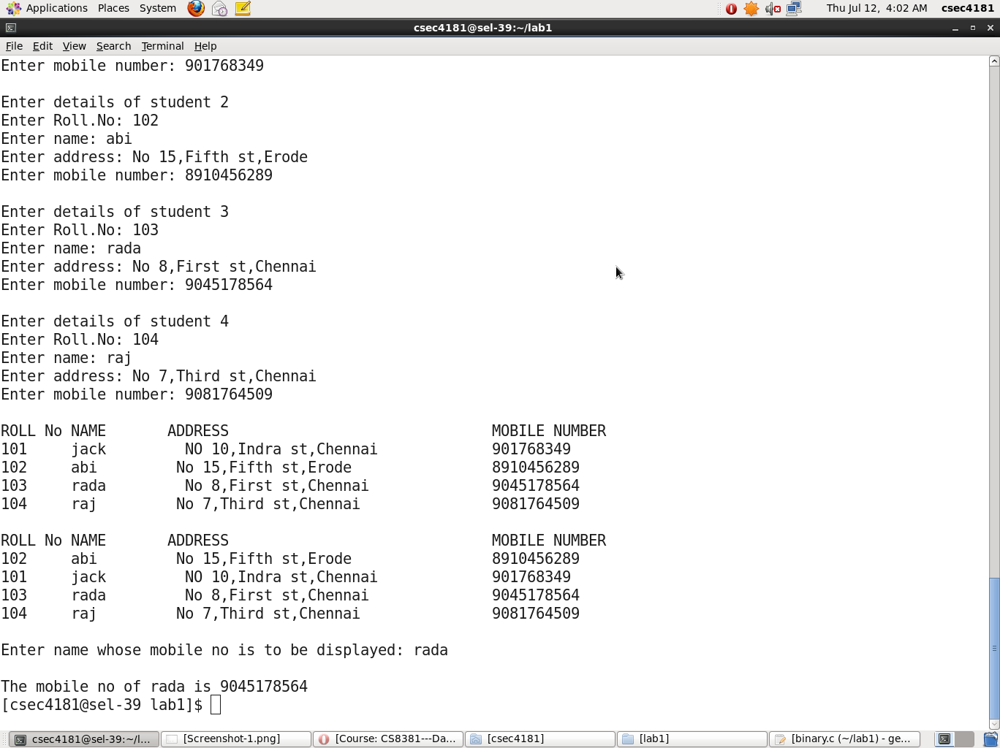 Applications Places System Thu Jul 12, 4:02 AM csec4181
csec4181@sel-39:~/lab1
File Edit View Search Terminal Help
Enter mobile number: 901768349
Enter details of student 2
Enter Roll.No: 102
Enter name: abi
Enter address: No 15,Fifth st,Erode
Enter mobile number: 8910456289
Enter details of student 3
Enter Roll.No: 103
Enter name: rada
Enter address: No 8,First st,Chennai
Enter mobile number: 9045178564
Enter details of student 4
Enter Roll.No: 104
Enter name: raj
Enter address: No 7,Third st,Chennai
Enter mobile number: 9081764509
ROLL No NAME ADDRESS MOBILE NUMBER
101 jack NO 10,Indra st,Chennai 901768349
102 abi No 15,Fifth st,Erode 8910456289
103 rada No 8,First st,Chennai 9045178564
104 raj No 7,Third st,Chennai 9081764509
ROLL No NAME ADDRESS MOBILE NUMBER
102 abi No 15,Fifth st,Erode 8910456289
101 jack NO 10,Indra st,Chennai 901768349
103 rada No 8,First st,Chennai 9045178564
104 raj No 7,Third st,Chennai 9081764509
Enter name whose mobile no is to be displayed: rada
The mobile no of rada is 9045178564
[csec4181@sel-39 lab1]$
csec4181@sel-39:~/l... [Screenshot-1.png] [Course: CS8381---Da... [csec4181] [lab1] [binary.c (~/lab1) - ge...